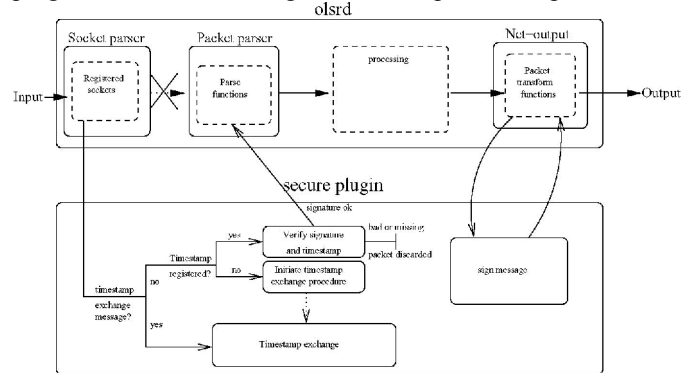 olsrd
Socket parser
Packet parser
Net-output
Registered
sockets
Parse
functions
processing
Packet
transform
functions
Input
Output
secure plugin
signature ok
yes
Verify signature
and timestamp
bad or missing
packet discarded
Timestamp
registered?
no
no
Initiate timestamp
exchange procedure
sign message
timestamp
exchange
message?
yes
Timestamp exchange